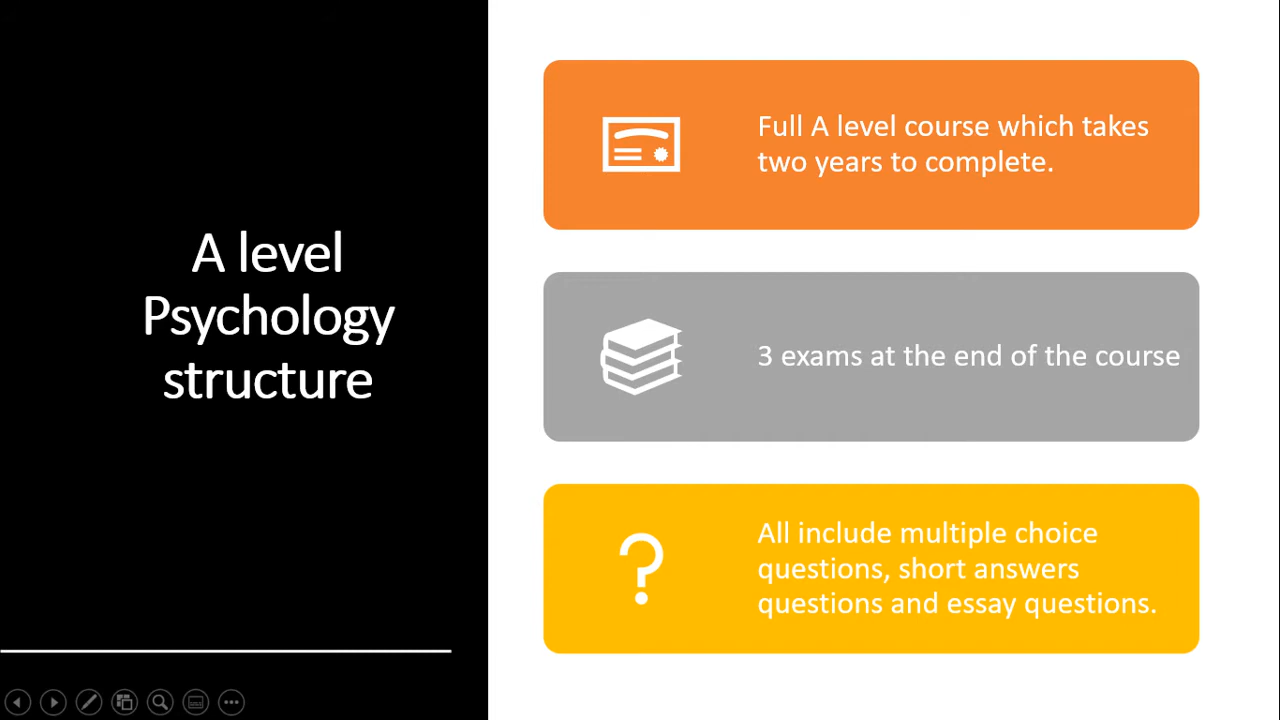 A level
Psychology
structure
Full A level course which takes
two years to complete.
3 exams at the end of the course
All include multiple choice
questions, short answers
questions and essay questions.